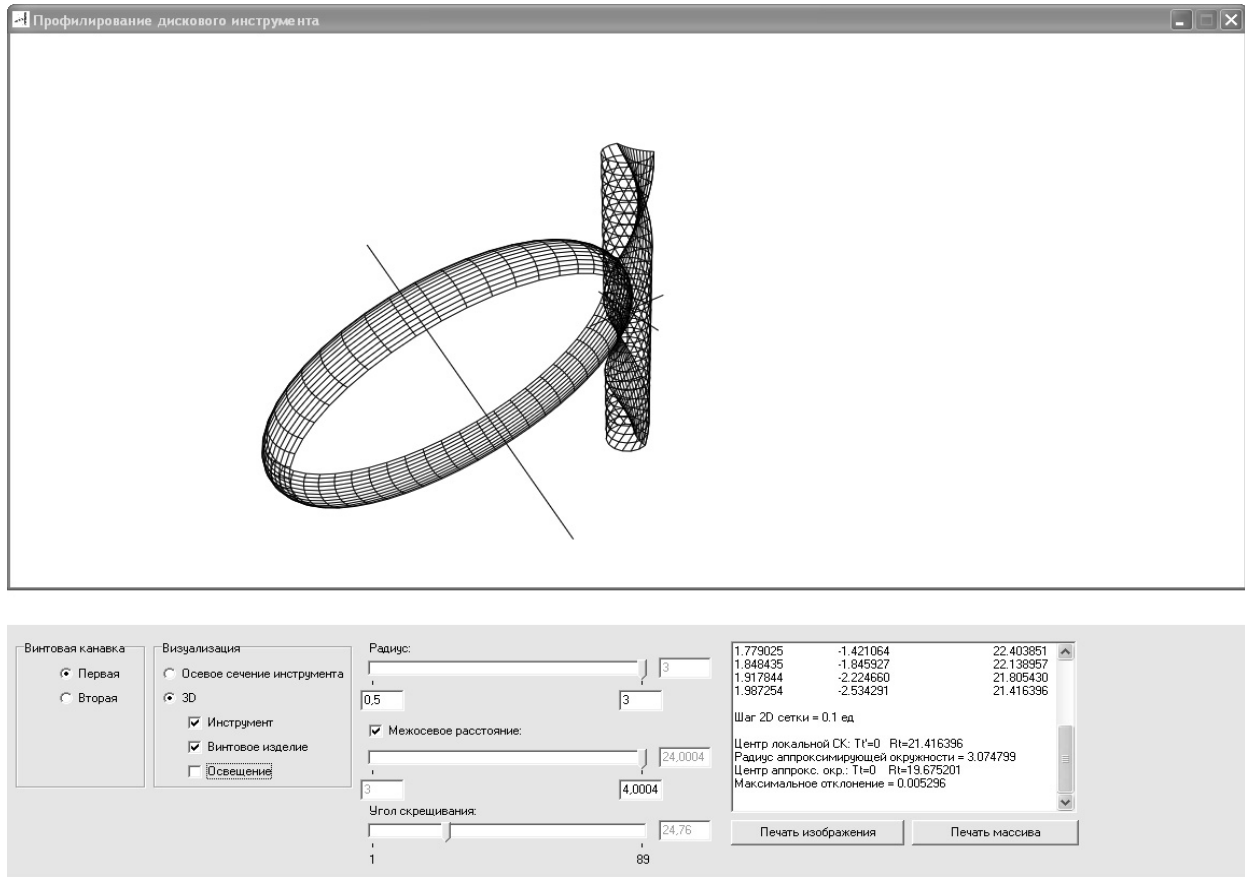 Профилирование дискового инструмента
Винтовая канавка
Первая
Вторая
Визуализация
Осевое сечение инструмента
3D
Инструмент
Винтовое изделие
Освещение
Радиус:
3
0,5
3
Межосевое расстояние:
24,0004
3
4,0004
Угол скрещивания:
24,76
1
89
1.779025 -1.421064 22.403851
1.848435 -1.845927 22.138957
1.917844 -2.224660 21.805430
1.987254 -2.534291 21.416396
Шаг 2D сетки = 0.1 ед
Центр локальной СК: Tt'=0 Rt=21.416396
Радиус аппроксимирующей окружности = 3.074799
Центр аппрокс. окр.: Tt=0 Rt=19.675201
Максимальное отклонение = 0.005296
Печать изображения
Печать массива